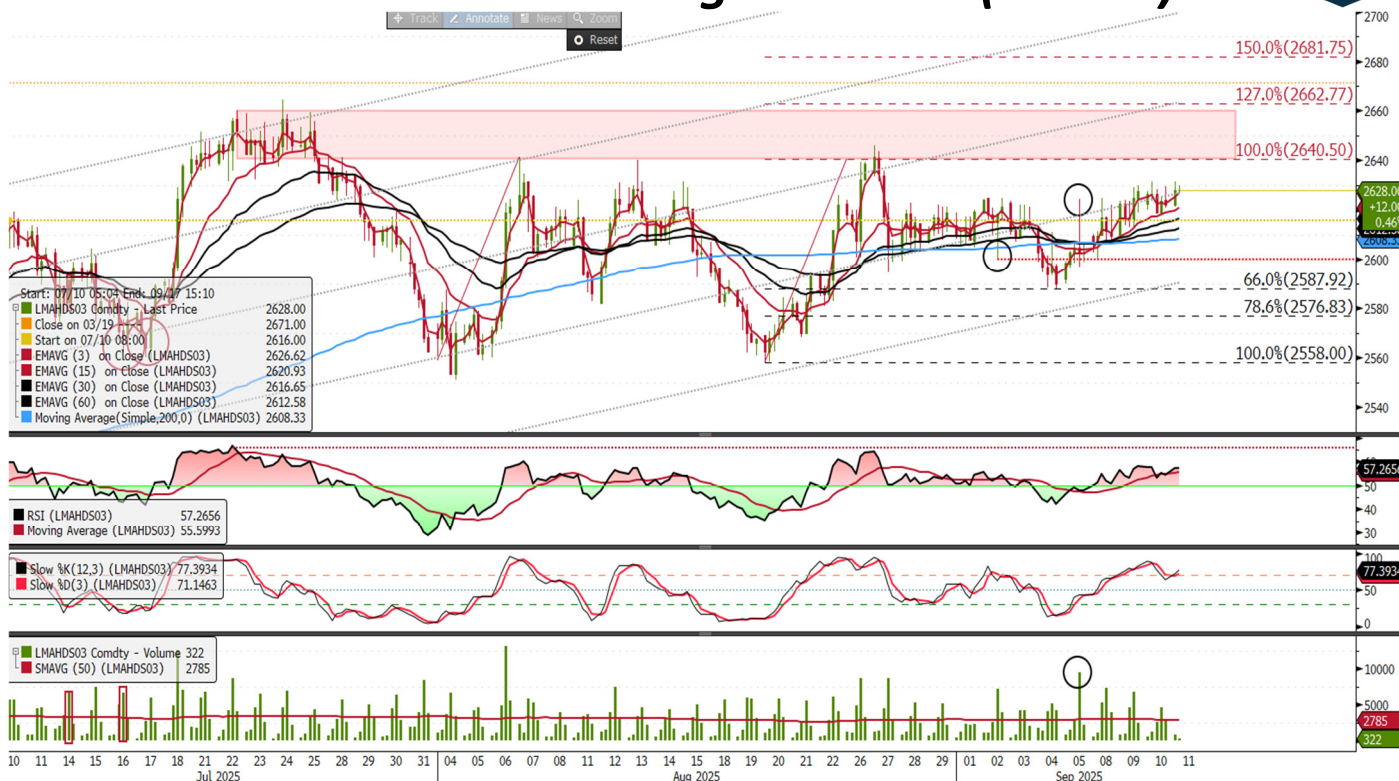 Track Annotate News Zoom
Reset
2700
150.0%(2681.75)
2680
127.0%(2662.77)
2660
100.0%(2640.50)
2640
2628.00
+12.00
0.46
2608.33
2600
66.0%(2587.92)
2580
78.6%(2576.83)
2560
100.0%(2558.00)
2540
Start: 07/10 05:04 End: 09/17 15:10
LMAHDS03 Comdty - Last Price 2628.00
Close on 03/19 ---- 2671.00
Start on 07/10 08:00 2616.00
EMAVG (3) on Close (LMAHDS03) 2626.62
EMAVG (15) on Close (LMAHDS03) 2620.93
EMAVG (30) on Close (LMAHDS03) 2616.65
EMAVG (60) on Close (LMAHDS03) 2612.58
Moving Average(Simple,200,0) (LMAHDS03) 2608.33
57.2656
50
40
30
RSI (LMAHDS03) 57.2656
Moving Average (LMAHDS03) 55.5993
100
77.3934
50
0
Slow %K(12,3) (LMAHDS03) 77.3934
Slow %D(3) (LMAHDS03) 71.1463
LMAHDS03 Comdty - Volume 322
SMAVG (50) (LMAHDS03) 2785
10000
5000
2785
322
10 11 14 15 16 17 18 21 22 23 24 25 28 29 30 31 04 05 06 07 08 11 12 13 14 15 18 19 20 21 22 26 27 28 29 01 02 03 04 05 08 09 10 11
Jul 2025 Aug 2025 Sep 2025